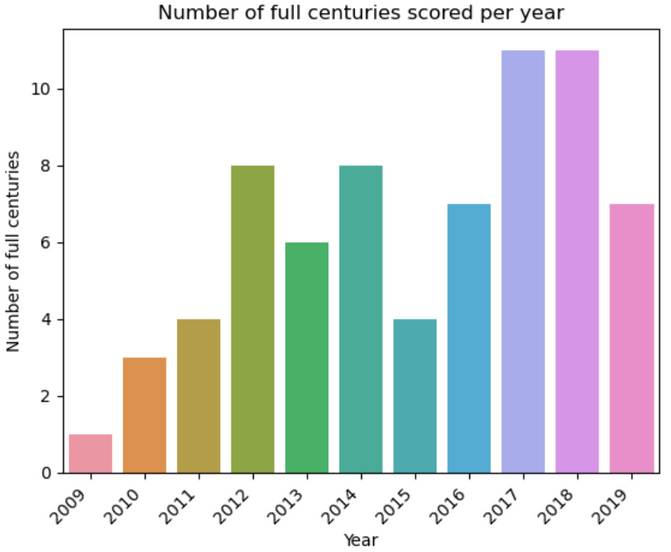 Number of full centuries scored per year
Number of full centuries
10
8
6
4
2
0
2009 2010 2011 2012 2013 2014 2015 2016 2017 2018 2019
Year